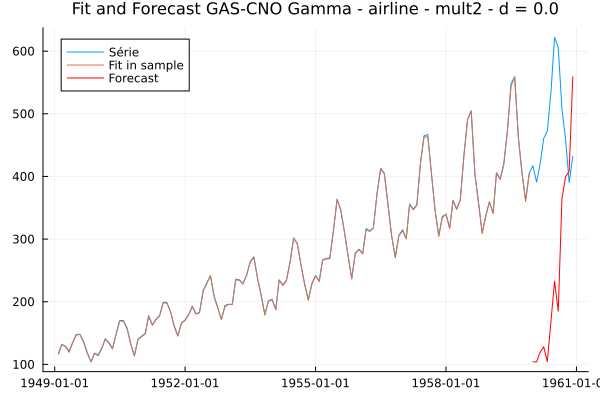 Fit and Forecast GAS-CNO Gamma - airline - mult2 - d = 0.0
Série
Fit in sample
Forecast
600
500
400
300
200
100
1949-01-01
1952-01-01
1955-01-01
1958-01-01
1961-01-0